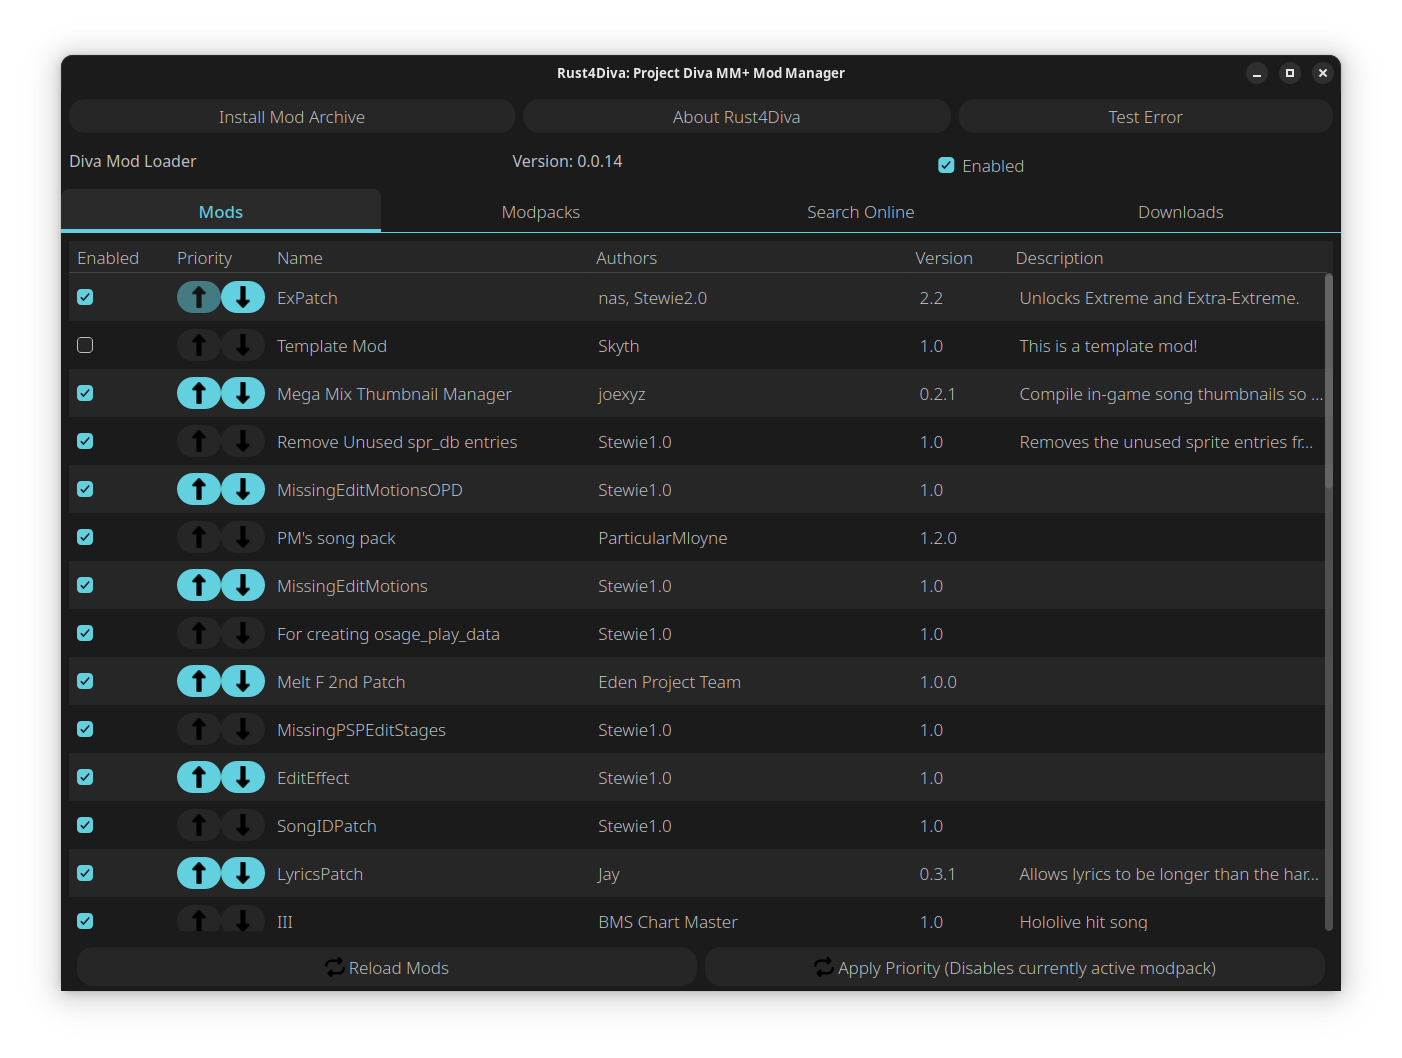 Rust4Diva: Project Diva MM+ Mod Manager
Install Mod Archive About Rust4Diva Test Error
Diva Mod Loader Version: 0.0.14 Enabled
Mods Modpacks Search Online Downloads
Enabled Priority Name Authors Version Description
ExPatch nas, Stewie2.0 2.2 Unlocks Extreme and Extra-Extreme.
Template Mod Skyth 1.0 This is a template mod!
Mega Mix Thumbnail Manager joexyz 0.2.1 Compile in-game song thumbnails so ...
Remove Unused spr_db entries Stewie1.0 1.0 Removes the unused sprite entries fr...
MissingEditMotionsOPD Stewie1.0 1.0
PM's song pack ParticularMloyne 1.2.0
MissingEditMotions Stewie1.0 1.0
For creating osage_play_data Stewie1.0 1.0
Melt F 2nd Patch Eden Project Team 1.0.0
MissingPSPEditStages Stewie1.0 1.0
EditEffect Stewie1.0 1.0
SongIDPatch Stewie1.0 1.0
LyricsPatch Jay 0.3.1 Allows lyrics to be longer than the har...
III BMS Chart Master 1.0 Hololive hit song
Reload Mods Apply Priority (Disables currently active modpack)